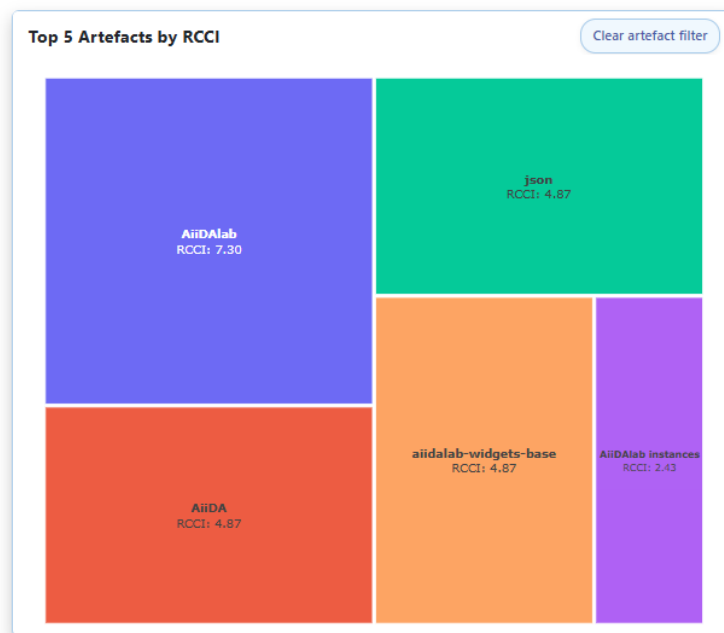 Top 5 Artefacts by RCCI
Clear artefact filter
AiiDAlab
RCCI: 7.30
json
RCCI: 4.87
AiiDA
RCCI: 4.87
aiidalab-widgets-base
RCCI: 4.87
AiiDAlab instances
RCCI: 2.43